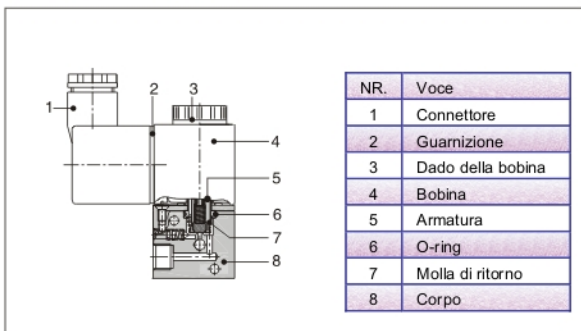 1
2
3
4
5
6
7
8
NR. Voce
1 Connettore
2 Guarnizione
3 Dado della bobina
4 Bobina
5 Armatura
6 O-ring
7 Molla di ritorno
8 Corpo